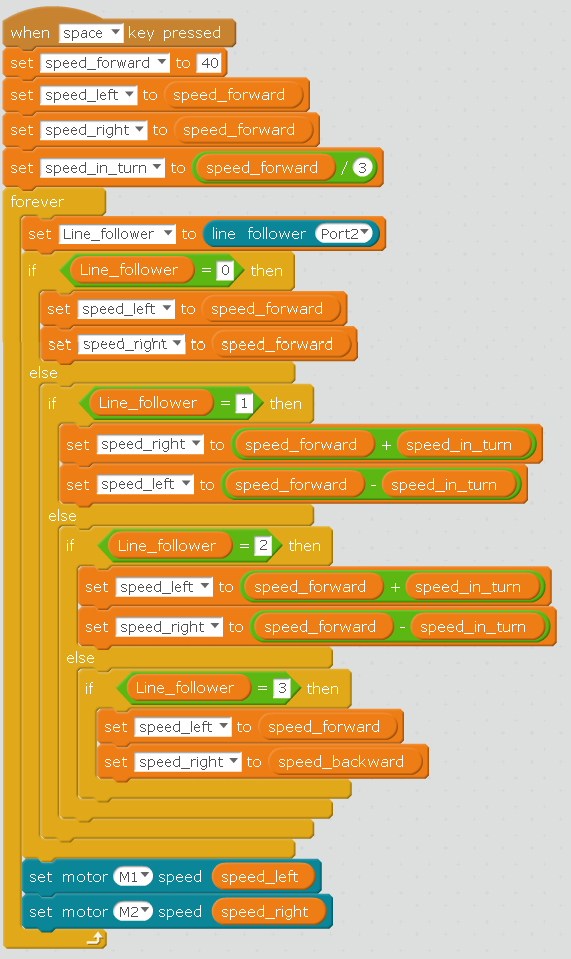 when space key pressed
set speed_forward to 40
set speed_left to speed_forward
set speed_right to speed_forward
set speed_in_turn to speed_forward / 3
forever
set Line_follower to line follower Port2
if Line_follower = 0 then
set speed_left to speed_forward
set speed_right to speed_forward
else
if Line_follower = 1 then
set speed_right to speed_forward + speed_in_turn
set speed_left to speed_forward - speed_in_turn
else
if Line_follower = 2 then
set speed_left to speed_forward + speed_in_turn
set speed_right to speed_forward - speed_in_turn
else
if Line_follower = 3 then
set speed_left to speed_forward
set speed_right to speed_backward
set motor M1 speed speed_left
set motor M2 speed speed_right